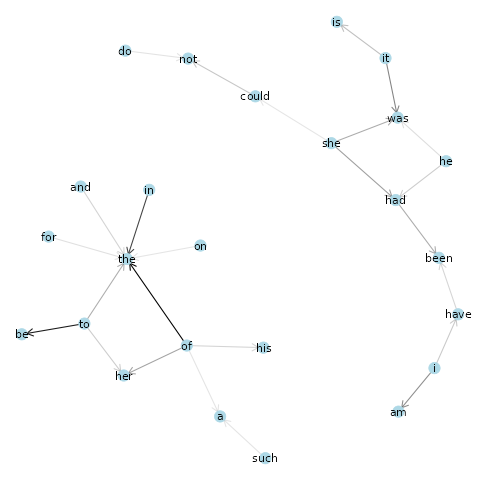 is
do
not
it
could
was
she
he
and
in
had
for
on
the
been
have
to
be
of
his
her
i
am
a
such